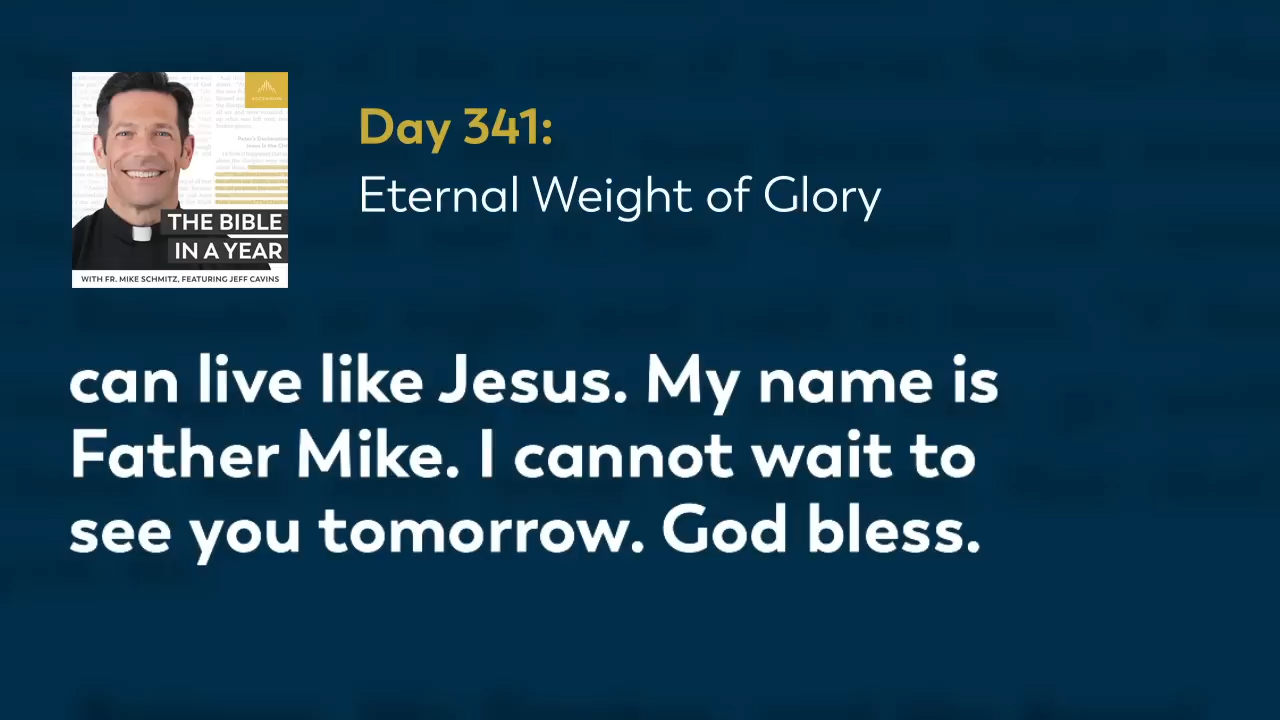 Day 341:
Eternal Weight of Glory
THE BIBLE
IN A YEAR
WITH FR. MIKE SCHMITZ, FEATURING JEFF CAVINS
can live like Jesus. My name is
Father Mike. I cannot wait to
see you tomorrow. God bless.